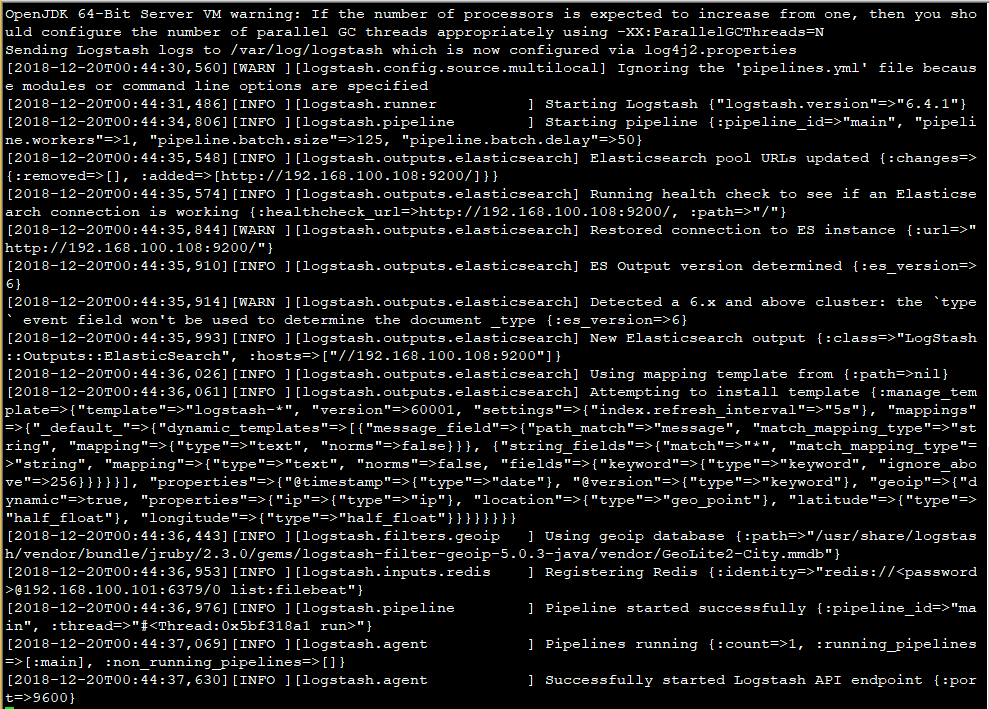 OpenJDK 64-Bit Server VM warning: If the number of processors is expected to increase from one, then you sho
uld configure the number of parallel GC threads appropriately using -XX:ParallelGCThreads=N
Sending Logstash logs to /var/log/logstash which is now configured via log4j2.properties
[2018-12-20T00:44:30,560][WARN ][logstash.config.source.multilocal] Ignoring the 'pipelines.yml' file becaus
e modules or command line options are specified
[2018-12-20T00:44:31,486][INFO ][logstash.runner          ] Starting Logstash {"logstash.version"=>"6.4.1"}
[2018-12-20T00:44:34,806][INFO ][logstash.pipeline        ] Starting pipeline {:pipeline_id=>"main", "pipeli
ne.workers"=>1, "pipeline.batch.size"=>125, "pipeline.batch.delay"=>50}
[2018-12-20T00:44:35,548][INFO ][logstash.outputs.elasticsearch] Elasticsearch pool URLs updated {:changes=>
{:removed=>[], :added=>[http://192.168.100.108:9200/]}}
[2018-12-20T00:44:35,574][INFO ][logstash.outputs.elasticsearch] Running health check to see if an Elasticse
arch connection is working {:healthcheck_url=>http://192.168.100.108:9200/, :path=>"/"}
[2018-12-20T00:44:35,844][WARN ][logstash.outputs.elasticsearch] Restored connection to ES instance {:url=>"
http://192.168.100.108:9200/"}
[2018-12-20T00:44:35,910][INFO ][logstash.outputs.elasticsearch] ES Output version determined {:es_version=>
6}
[2018-12-20T00:44:35,914][WARN ][logstash.outputs.elasticsearch] Detected a 6.x and above cluster: the `type
` event field won't be used to determine the document _type {:es_version=>6}
[2018-12-20T00:44:35,993][INFO ][logstash.outputs.elasticsearch] New Elasticsearch output {:class=>"LogStash
::Outputs::ElasticSearch", :hosts=>["//192.168.100.108:9200"]}
[2018-12-20T00:44:36,026][INFO ][logstash.outputs.elasticsearch] Using mapping template from {:path=>nil}
[2018-12-20T00:44:36,061][INFO ][logstash.outputs.elasticsearch] Attempting to install template {:manage_tem
plate=>{"template"=>"logstash-*", "version"=>60001, "settings"=>{"index.refresh_interval"=>"5s"}, "mappings"
=>{"_default_"=>{"dynamic_templates"=>[{"message_field"=>{"path_match"=>"message", "match_mapping_type"=>"st
ring", "mapping"=>{"type"=>"text", "norms"=>false}}}, {"string_fields"=>{"match"=>"*", "match_mapping_type"=
>"string", "mapping"=>{"type"=>"text", "norms"=>false, "fields"=>{"keyword"=>{"type"=>"keyword", "ignore_abo
ve"=>256}}}}}], "properties"=>{"@timestamp"=>{"type"=>"date"}, "@version"=>{"type"=>"keyword"}, "geoip"=>{"d
ynamic"=>true, "properties"=>{"ip"=>{"type"=>"ip"}, "location"=>{"type"=>"geo_point"}, "latitude"=>{"type"=>
"half_float"}, "longitude"=>{"type"=>"half_float"}}}}}}}}
[2018-12-20T00:44:36,443][INFO ][logstash.filters.geoip   ] Using geoip database {:path=>"/usr/share/logstas
h/vendor/bundle/jruby/2.3.0/gems/logstash-filter-geoip-5.0.3-java/vendor/GeoLite2-City.mmdb"}
[2018-12-20T00:44:36,953][INFO ][logstash.inputs.redis    ] Registering Redis {:identity=>"redis://<password
>@192.168.100.101:6379/0 list:filebeat"}
[2018-12-20T00:44:36,976][INFO ][logstash.pipeline        ] Pipeline started successfully {:pipeline_id=>"ma
in", :thread=>"#<Thread:0x5bf318a1 run>"}
[2018-12-20T00:44:37,069][INFO ][logstash.agent           ] Pipelines running {:count=>1, :running_pipelines
=>[:main], :non_running_pipelines=>[]}
[2018-12-20T00:44:37,630][INFO ][logstash.agent           ] Successfully started Logstash API endpoint {:por
t=>9600}